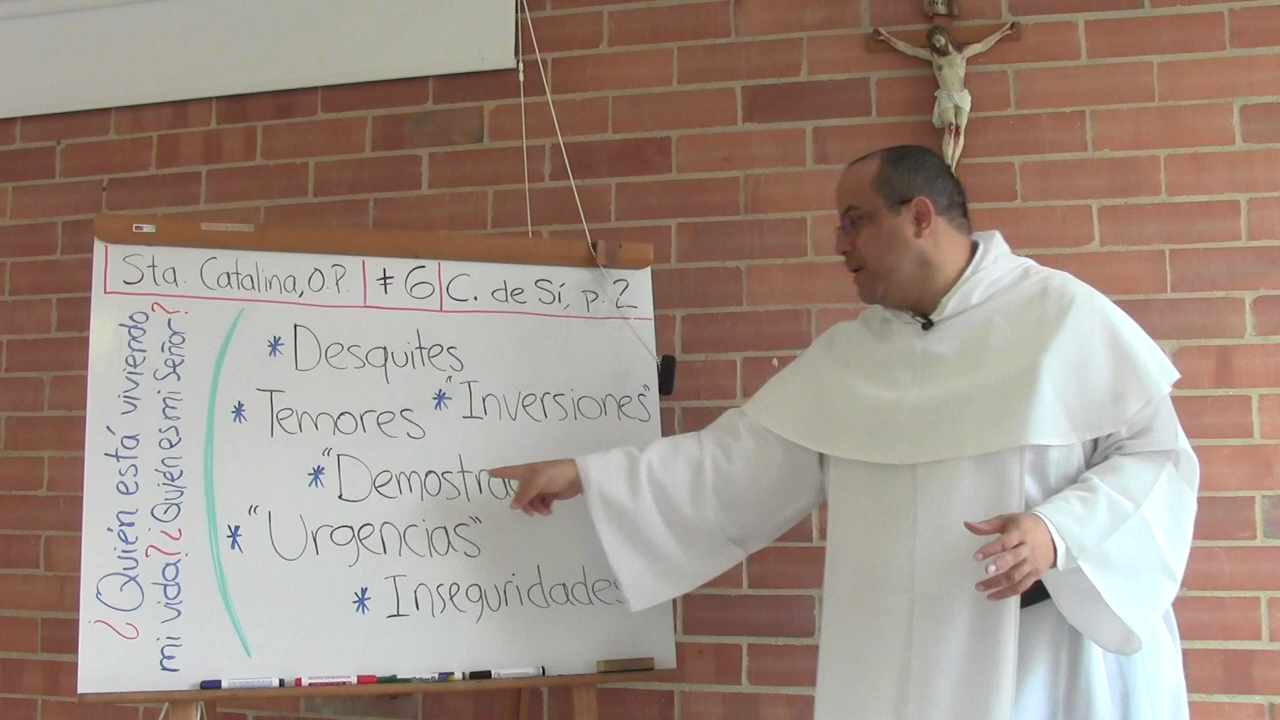 Sta. Catalina, O.P. #6 C. de Sí, p. 2
¿Quién está viviendo
mi vida? ¿Quién es mi Señor?
* Desquites
* Temores * "Inversiones"
* "Demostra
* "Urgencias"
* Inseguridades